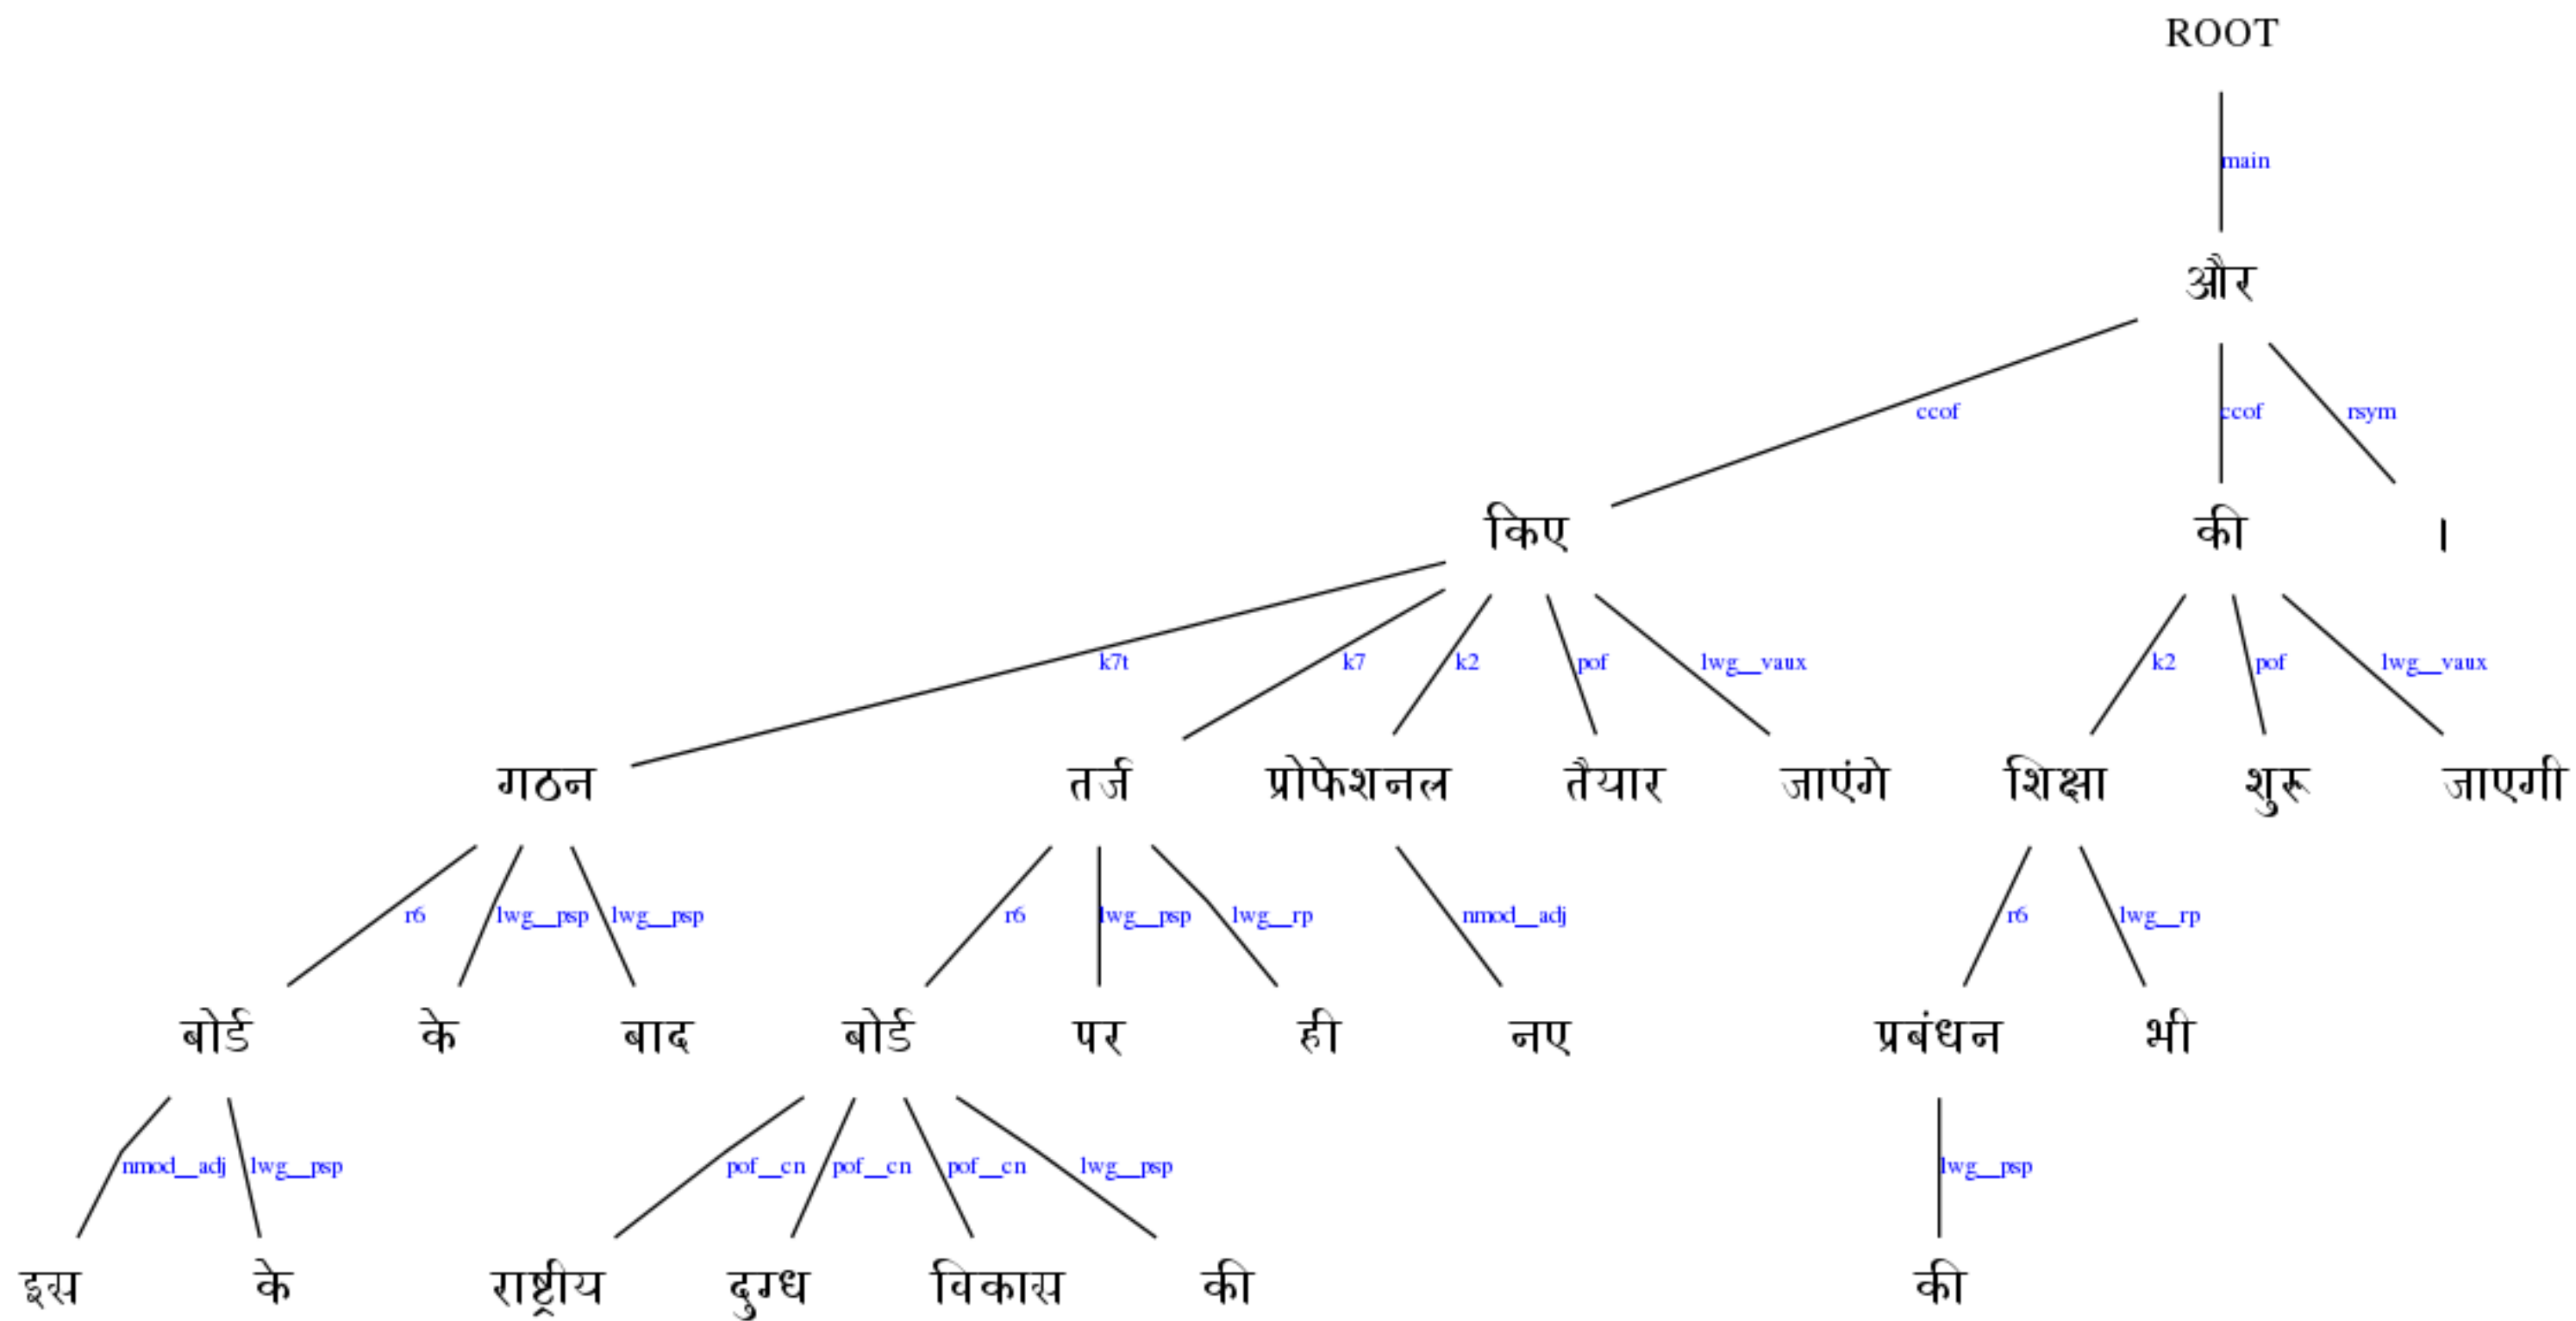 ROOT
main
और
ccof ccof rsym
किए की ।
k7t k7 k2 pof lwg__vaux k2 pof lwg__vaux
गठन तर्ज प्रोफेशनल तैयार जाएंगे शिक्षा शुरू जाएगी
r6 lwg__psp lwg__psp r6 lwg__psp lwg__rp nmod__adj r6 lwg__rp
बोर्ड के बाद बोर्ड पर ही नए प्रबंधन भी
nmod__adj lwg__psp pof__cn pof__cn pof__cn lwg__psp lwg__psp
इस के राष्ट्रीय दुग्ध विकास की की